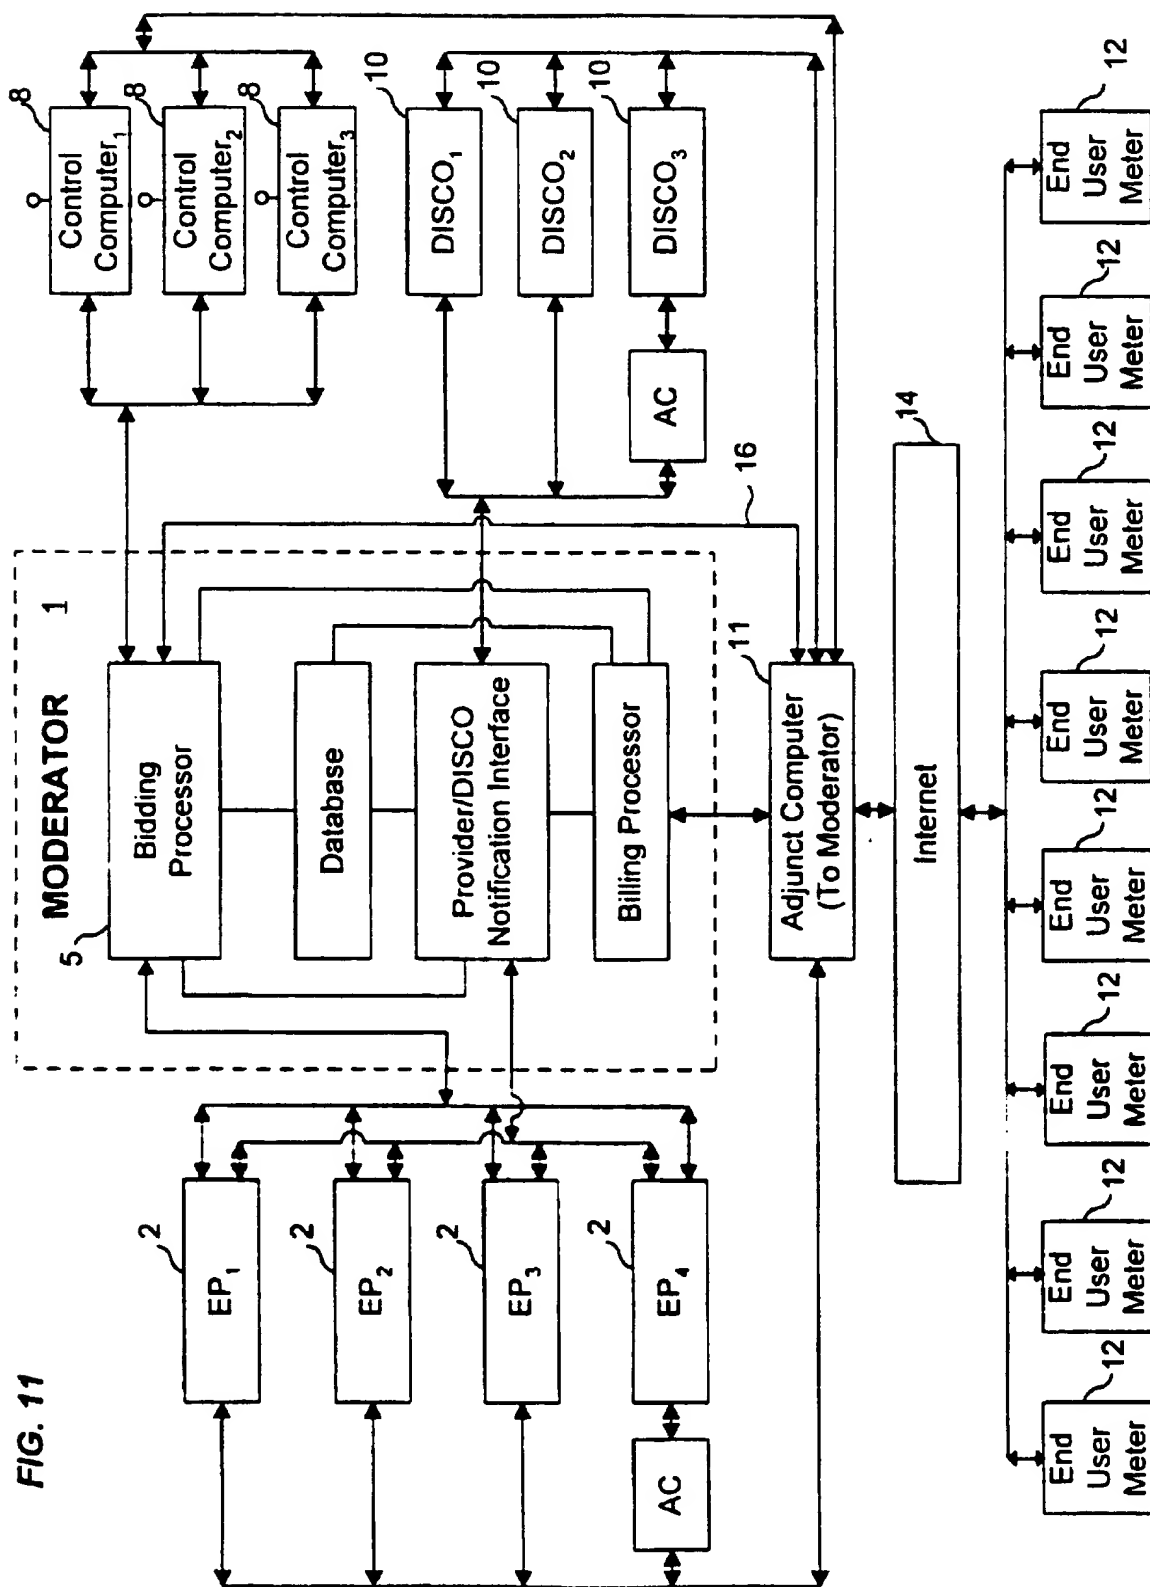 FIG. 11
MODERATOR
1
5
Bidding
Processor
Database
Provider/DISCO
Notification Interface
Billing Processor
2
EP1
2
EP2
2
EP3
2
EP4
AC
8
Control
Computer1
8
Control
Computer2
8
Control
Computer3
10
DISCO1
10
DISCO2
10
DISCO3
AC
16
11
Adjunct Computer
(To Moderator)
14
Internet
12
End
User
Meter
12
End
User
Meter
12
End
User
Meter
12
End
User
Meter
12
End
User
Meter
12
End
User
Meter
12
End
User
Meter
12
End
User
Meter